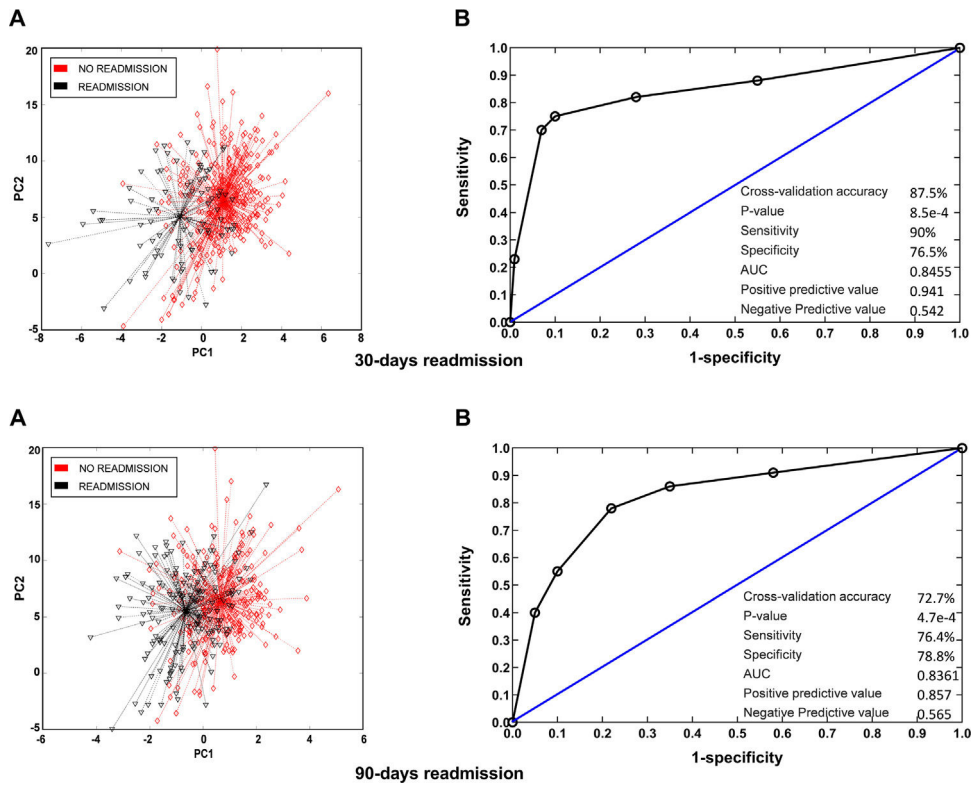 A
B
20
15
10
5
0
-5
PC2
NO READMISSION
READMISSION
-8 -6 -4 -2 0 2 4 6 8
PC1
1.0
0.9
0.8
0.7
0.6
0.5
0.4
0.3
0.2
0.1
0.0
Sensitivity
Cross-validation accuracy 87.5%
P-value 8.5e-4
Sensitivity 90%
Specificity 76.5%
AUC 0.8455
Positive predictive value 0.941
Negative Predictive value 0.542
0.0 0.1 0.2 0.3 0.4 0.5 0.6 0.7 0.8 0.9 1.0
1-specificity
30-days readmission
A
B
20
15
10
5
0
-5
PC2
NO READMISSION
READMISSION
-6 -4 -2 0 2 4 6
PC1
1.0
0.9
0.8
0.7
0.6
0.5
0.4
0.3
0.2
0.1
0.0
Sensitivity
Cross-validation accuracy 72.7%
P-value 4.7e-4
Sensitivity 76.4%
Specificity 78.8%
AUC 0.8361
Positive predictive value 0.857
Negative Predictive value 0.565
0.0 0.1 0.2 0.3 0.4 0.5 0.6 0.7 0.8 0.9 1.0
1-specificity
90-days readmission